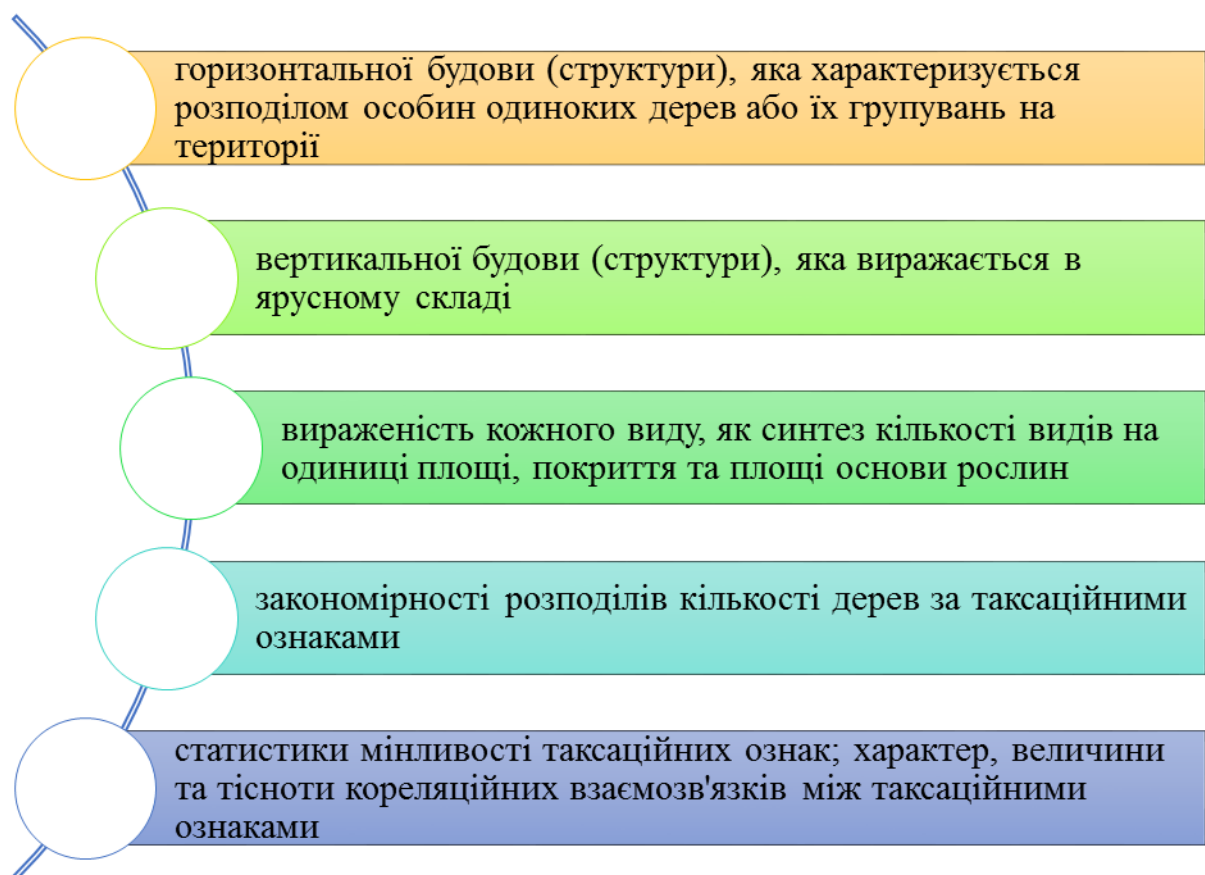 горизонтальної будови (структури), яка характеризується
розподілом особин одиноких дерев або їх групувань на
території
вертикальної будови (структури), яка виражається в
ярусному складі
вираженість кожного виду, як синтез кількості видів на
одиниці площі, покриття та площі основи рослин
закономірності розподілів кількості дерев за таксаційними
ознаками
статистики мінливості таксаційних ознак; характер, величини
та тісноти кореляційних взаємозв'язків між таксаційними
ознаками